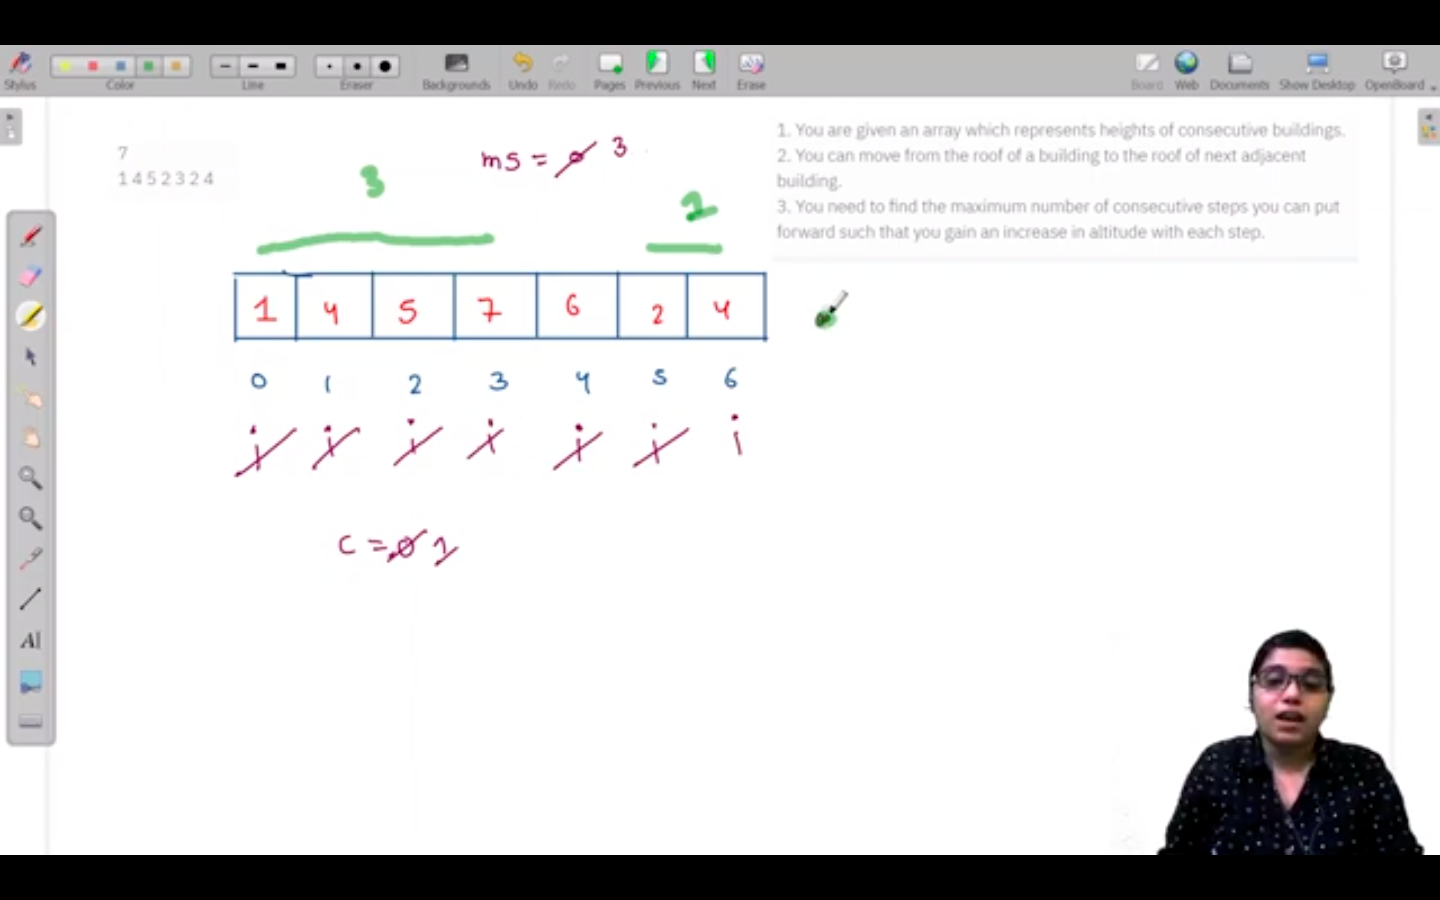 Stylus Color Line Eraser Backgrounds Undo Redo Pages Previous Next Erase Board Web Documents Show Desktop OpenBoard
7
1 4 5 2 3 2 4
ms = 0 3
3
2
1. You are given an array which represents heights of consecutive buildings.
2. You can move from the roof of a building to the roof of next adjacent
building.
3. You need to find the maximum number of consecutive steps you can put
forward such that you gain an increase in altitude with each step.
1 4 5 7 6 2 4
0 1 2 3 4 5 6
i i i i i i i
c = 0 1
AI